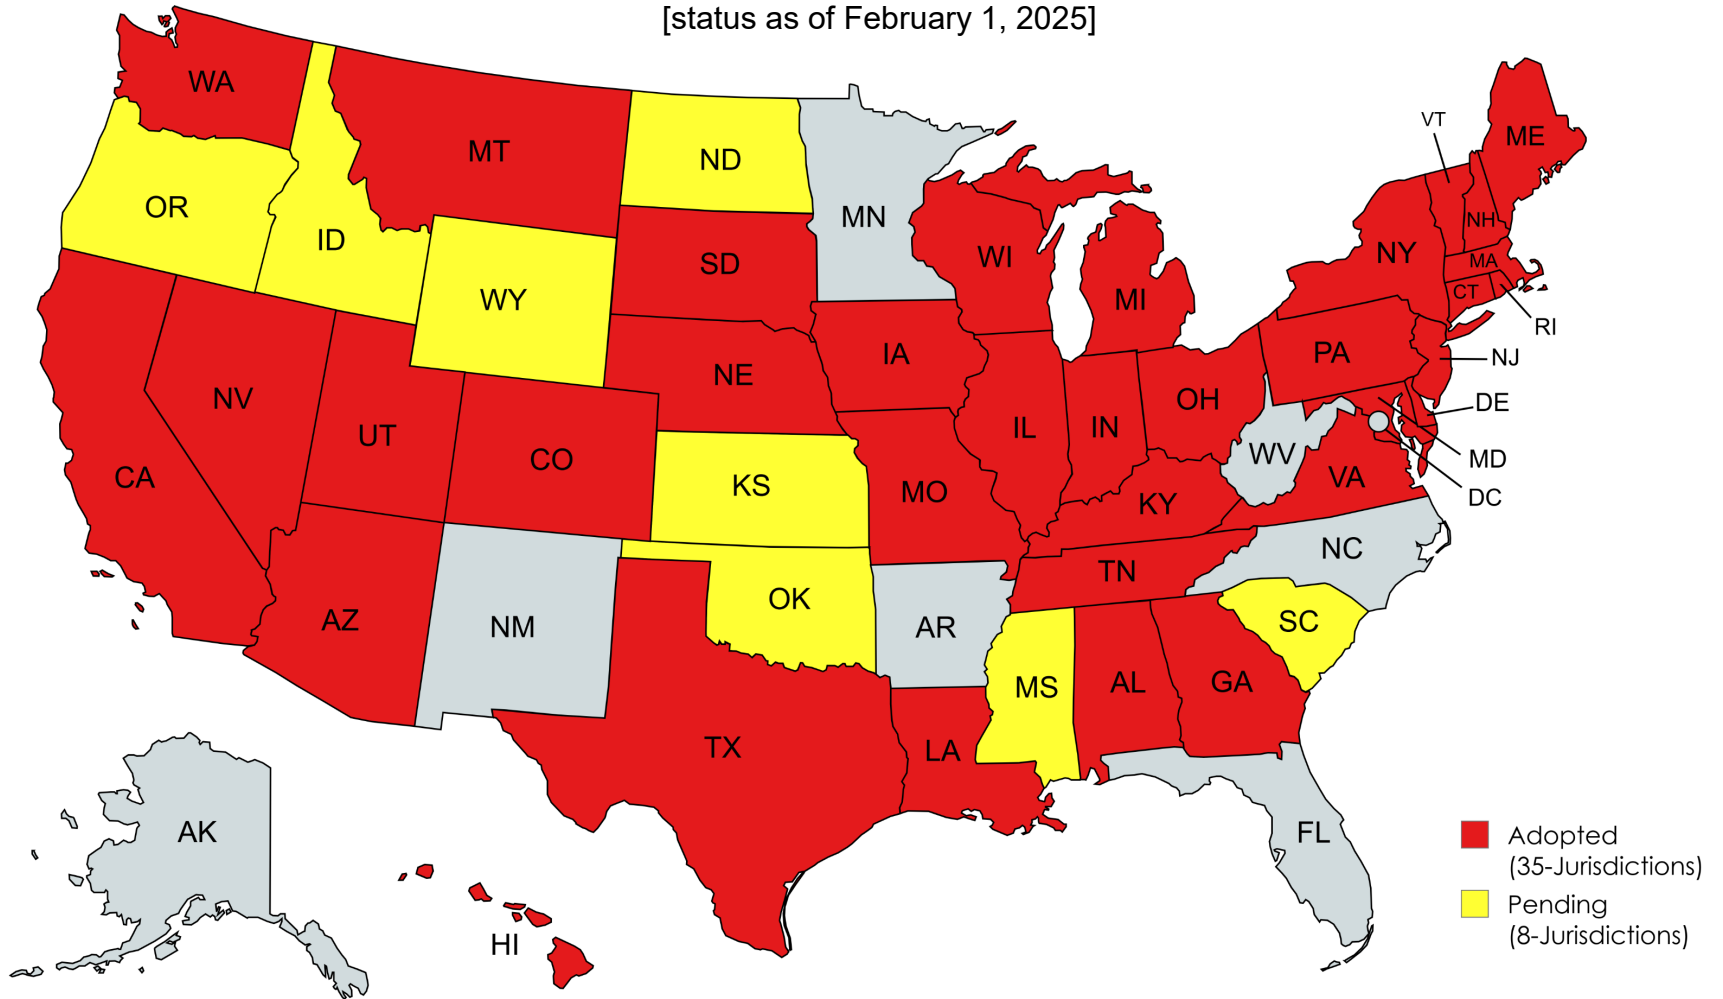 [status as of February 1, 2025]
WA
MT
ND
MN
OR
ID
WY
SD
WI
MI
NY
VT
ME
NH
MA
CT
RI
NJ
PA
DE
MD
DC
IA
NE
NV
UT
CO
CA
KS
MO
IL
IN
OH
WV
VA
KY
NC
TN
AZ
NM
OK
AR
SC
MS
AL
GA
TX
LA
AK
FL
HI
Adopted
(35-Jurisdictions)
Pending
(8-Jurisdictions)